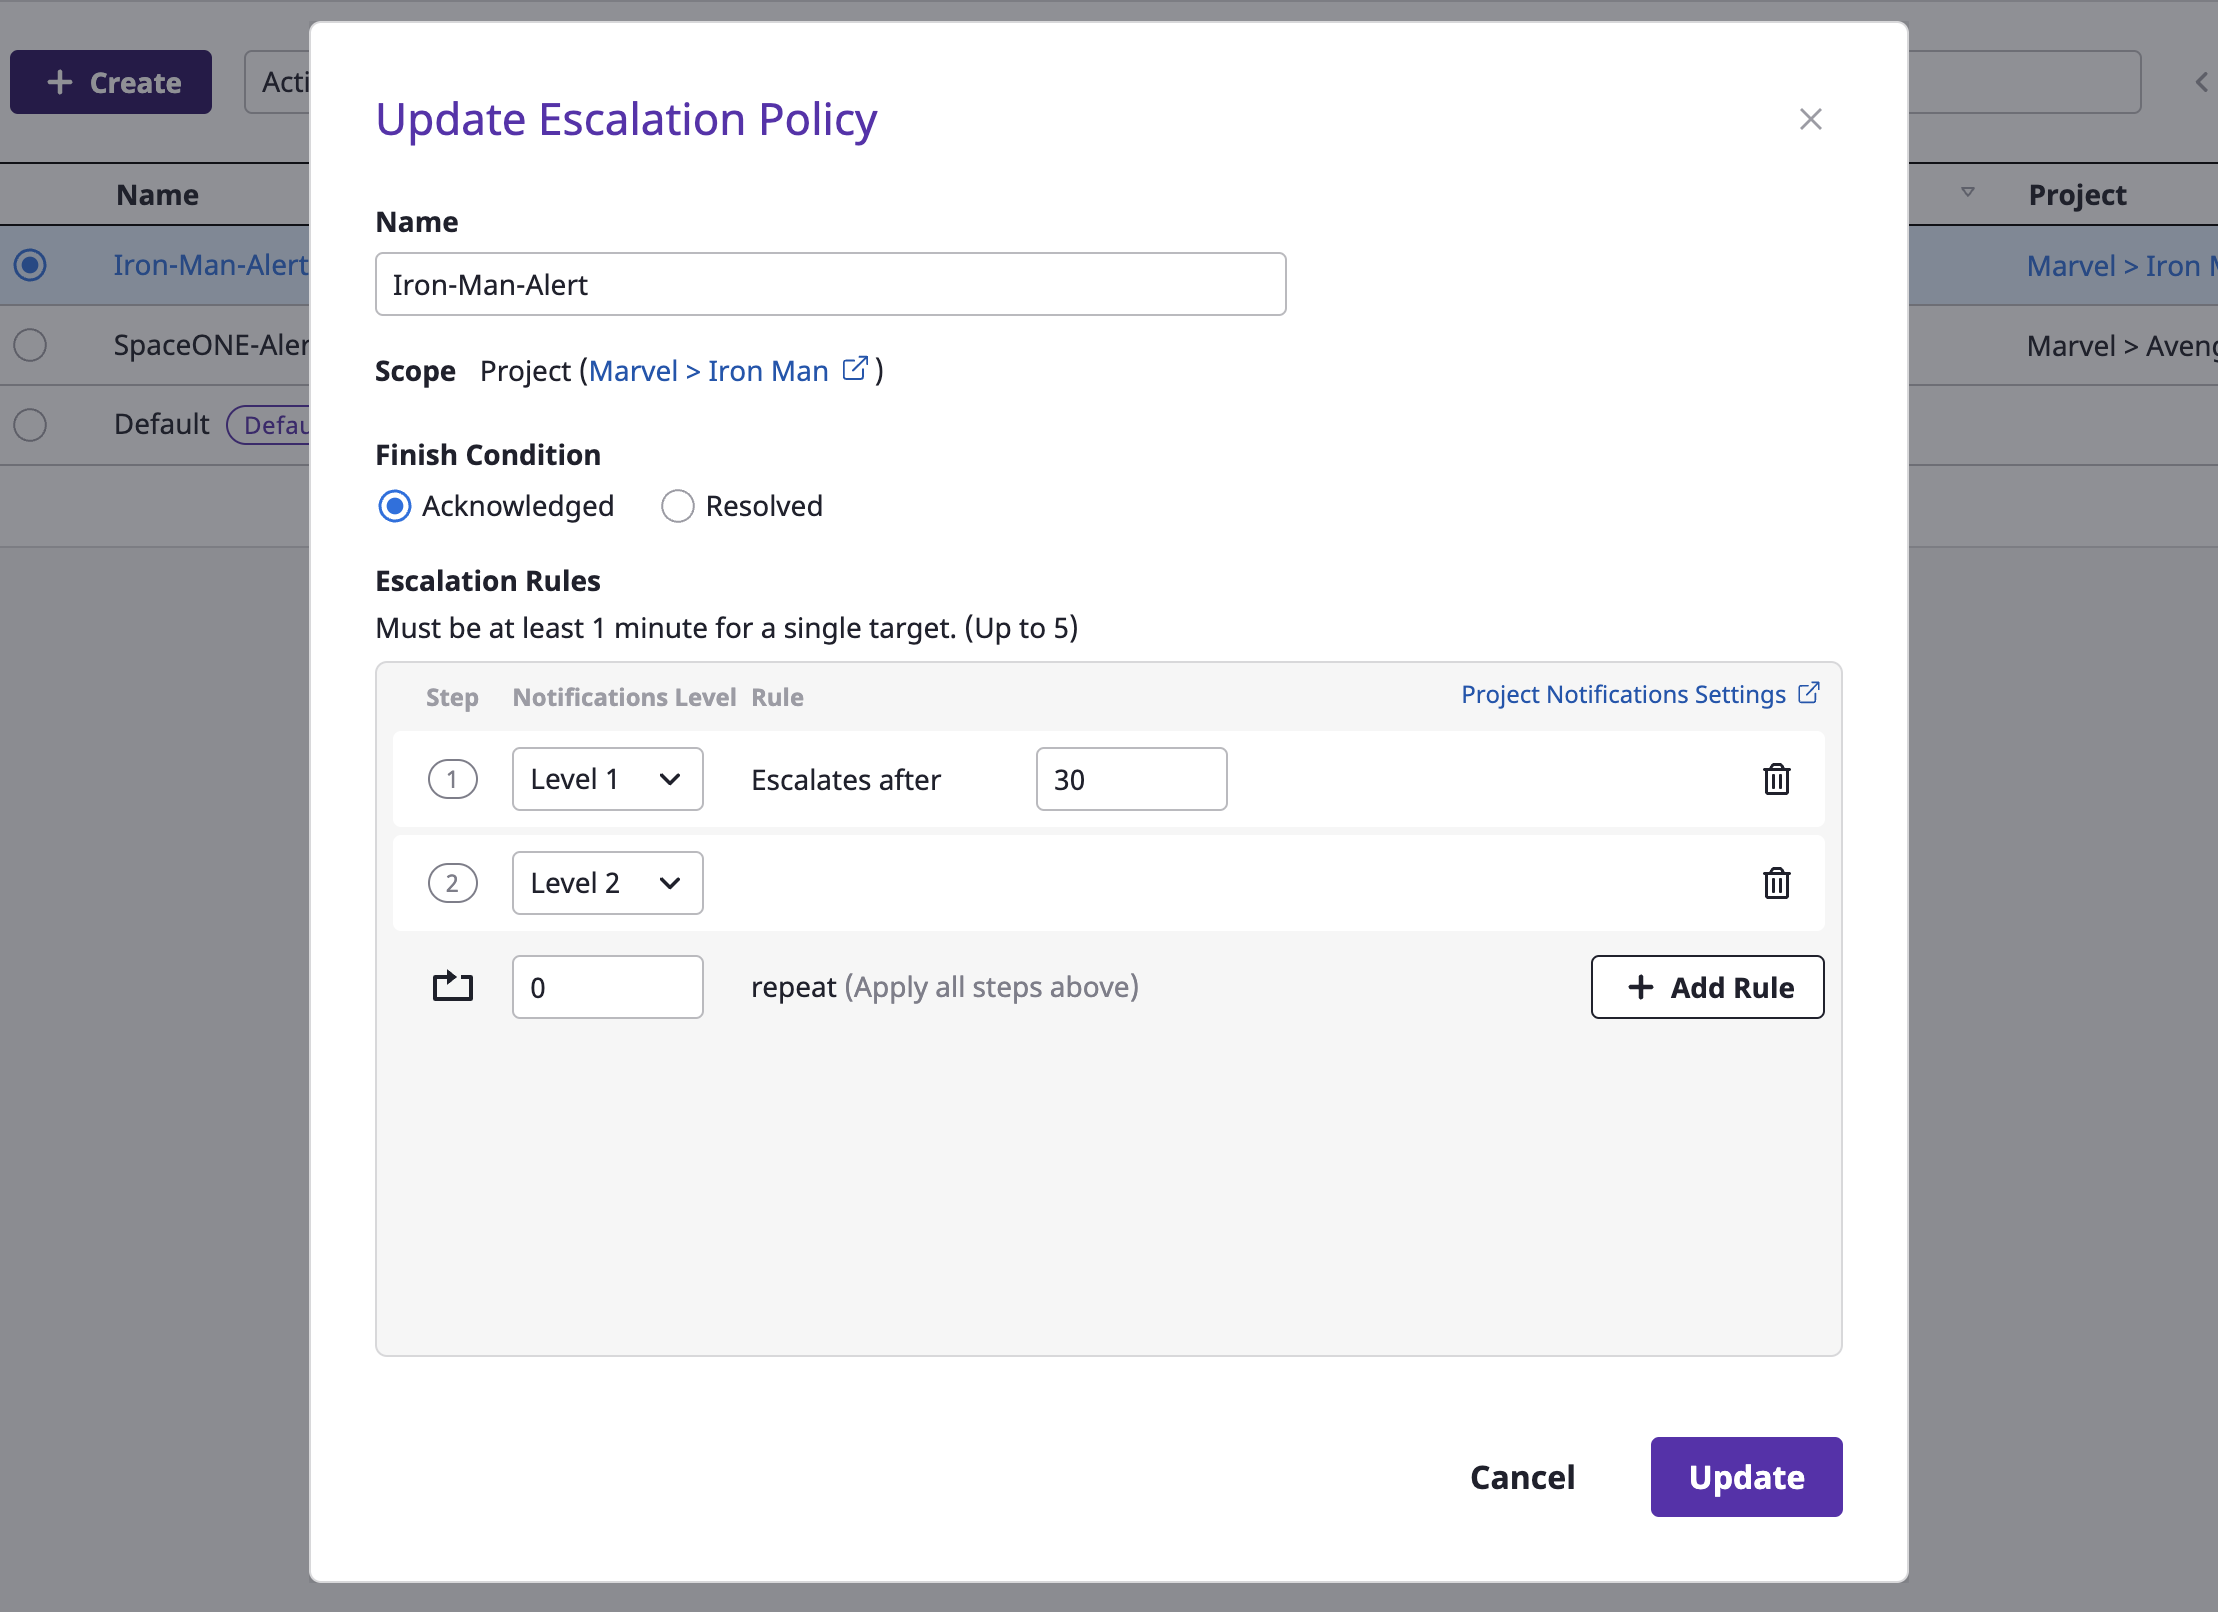 Create
Acti
Name
Project
Iron-Man-Alert
Marvel > Iron M
SpaceONE-Aler
Marvel > Aveng
Default Defau
Update Escalation Policy
Name
Iron-Man-Alert
Scope Project (Marvel > Iron Man )
Finish Condition
Acknowledged Resolved
Escalation Rules
Must be at least 1 minute for a single target. (Up to 5)
Step Notifications Level Rule Project Notifications Settings
1 Level 1 Escalates after 30
2 Level 2
0 repeat (Apply all steps above) Add Rule
Cancel Update